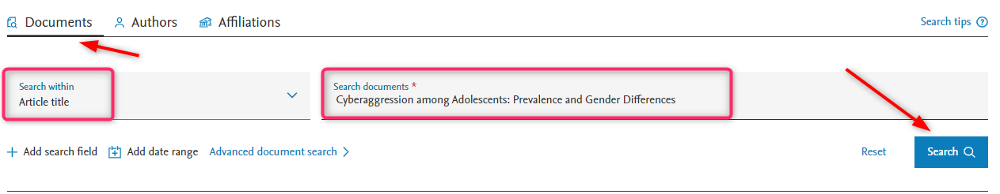 Documents Authors Affiliations Search tips
Search within
Article title
Search documents *
Cyberaggression among Adolescents: Prevalence and Gender Differences
Add search field Add date range Advanced document search Reset Search